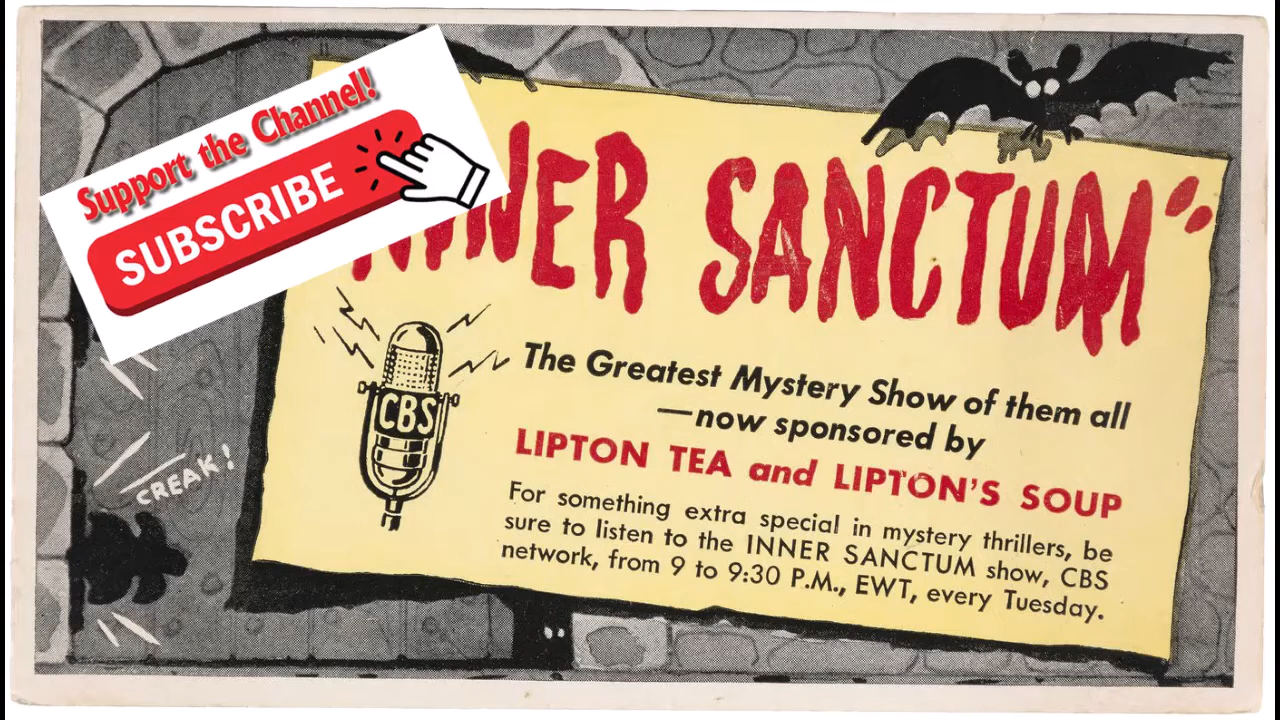 Support the Channel!
SUBSCRIBE
INNER SANCTUM"
The Greatest Mystery Show of them all
—now sponsored by
LIPTON TEA and LIPTON'S SOUP
CBS
For something extra special in mystery thrillers, be
sure to listen to the INNER SANCTUM show, CBS
network, from 9 to 9:30 P.M., EWT, every Tuesday.
CREAK!